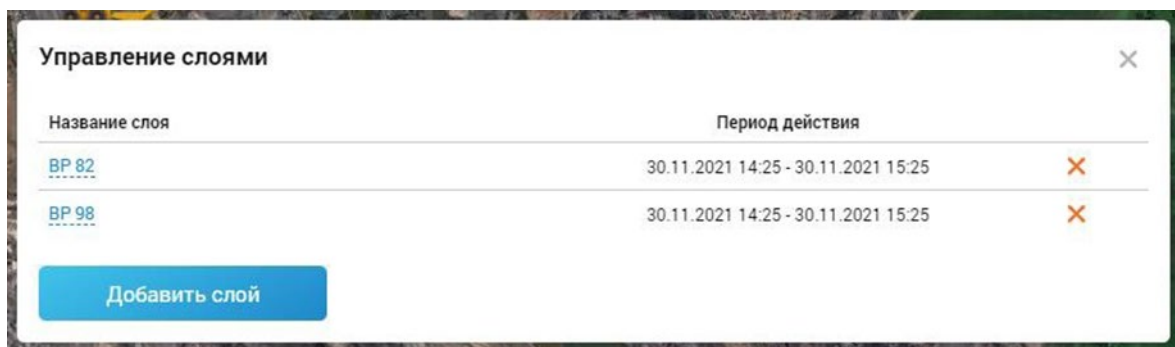 Управление слоями
Название слоя Период действия
ВР 82 30.11.2021 14:25 - 30.11.2021 15:25
ВР 98 30.11.2021 14:25 - 30.11.2021 15:25
Добавить слой